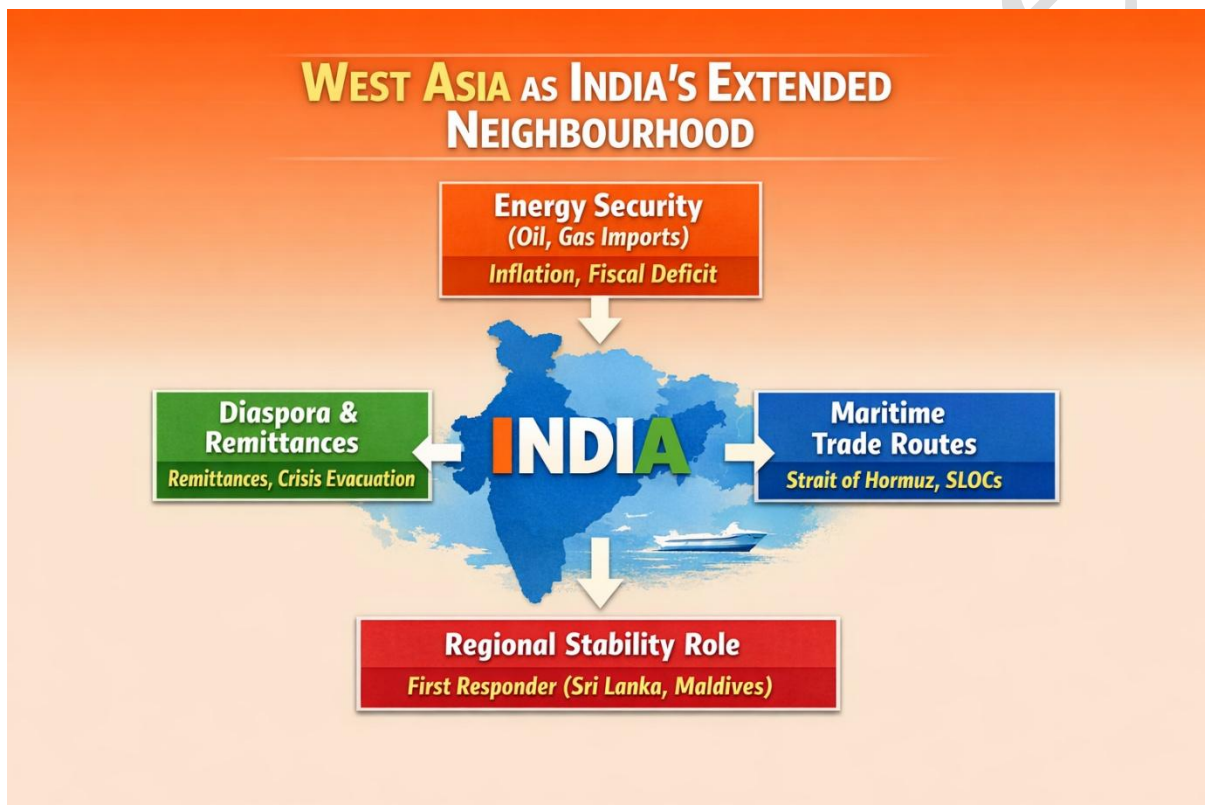 WEST ASIA AS INDIA'S EXTENDED
NEIGHBOURHOOD
Energy Security
(Oil, Gas Imports)
Inflation, Fiscal Deficit
Diaspora &
Remittances
Remittances, Crisis Evacuation
INDIA
Maritime
Trade Routes
Strait of Hormuz, SLOCs
Regional Stability Role
First Responder (Sri Lanka, Maldives)